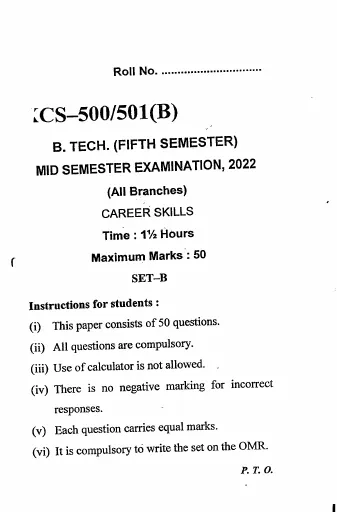 Roll No. ................................
CS–500/501(B)
B. TECH. (FIFTH SEMESTER)
MID SEMESTER EXAMINATION, 2022
(All Branches)
CAREER SKILLS
Time : 1½ Hours
Maximum Marks : 50
SET–B
Instructions for students :
(i) This paper consists of 50 questions.
(ii) All questions are compulsory.
(iii) Use of calculator is not allowed.
(iv) There is no negative marking for incorrect
responses.
(v) Each question carries equal marks.
(vi) It is compulsory to write the set on the OMR.
P. T. O.